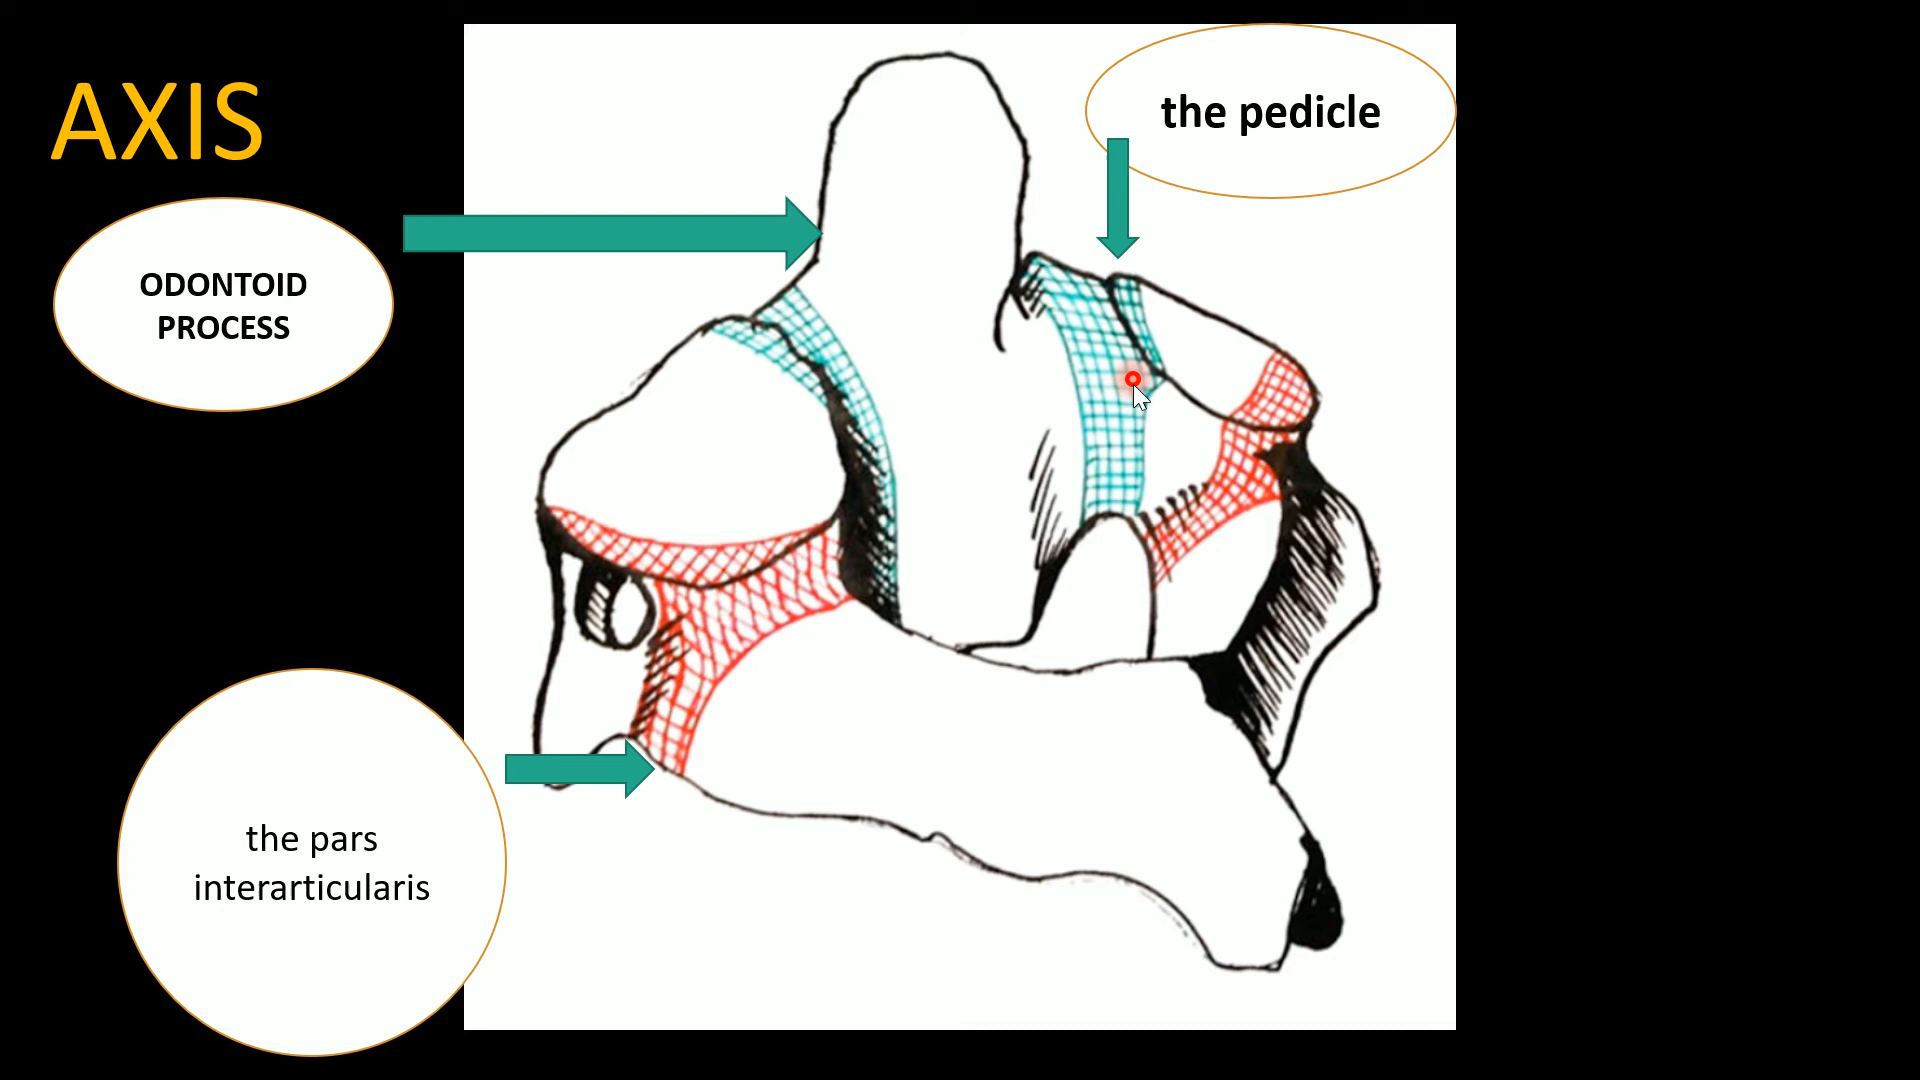 AXIS
the pedicle
ODONTOID
PROCESS
the pars
interarticularis